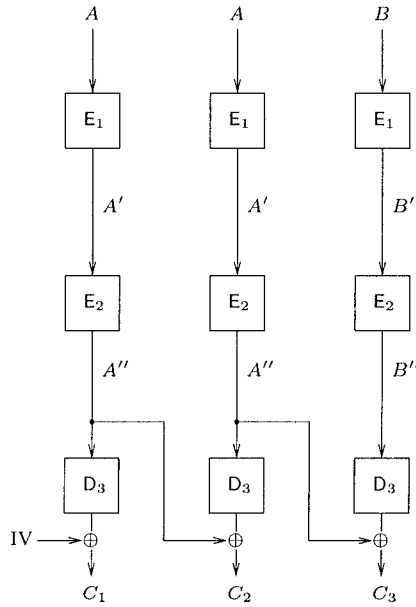 A A B
E₁ E₁ E₁
A′ A′ B′
E₂ E₂ E₂
A″ A″ B″
D₃ D₃ D₃
IV
C₁ C₂ C₃